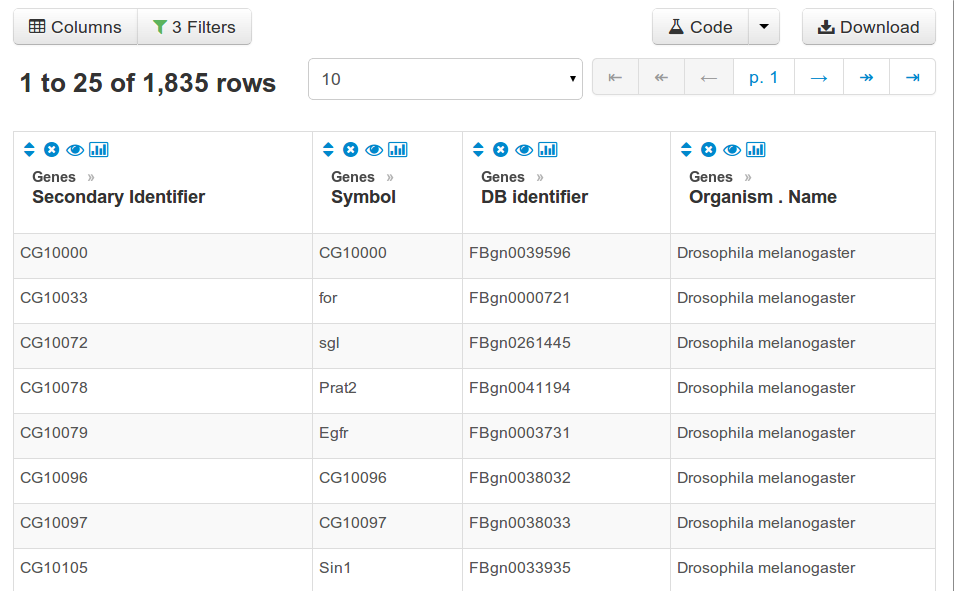 Columns 3 Filters Code Download
1 to 25 of 1,835 rows 10 p. 1
Genes » Genes » Genes » Genes »
Secondary Identifier Symbol DB identifier Organism . Name
CG10000 CG10000 FBgn0039596 Drosophila melanogaster
CG10033 for FBgn0000721 Drosophila melanogaster
CG10072 sgl FBgn0261445 Drosophila melanogaster
CG10078 Prat2 FBgn0041194 Drosophila melanogaster
CG10079 Egfr FBgn0003731 Drosophila melanogaster
CG10096 CG10096 FBgn0038032 Drosophila melanogaster
CG10097 CG10097 FBgn0038033 Drosophila melanogaster
CG10105 Sin1 FBgn0033935 Drosophila melanogaster